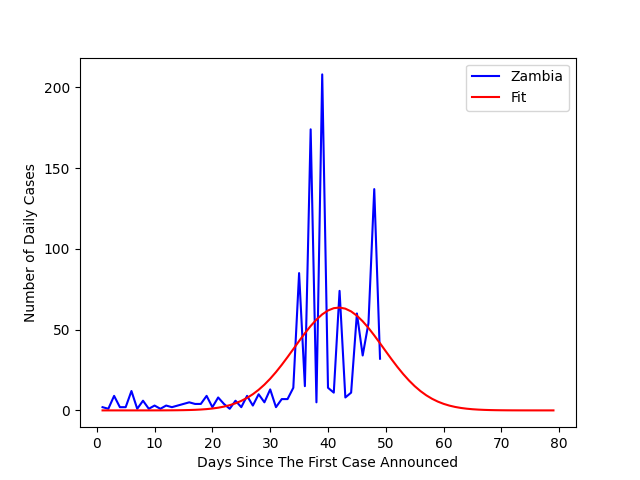 Zambia
Fit
200
150
100
50
0
Number of Daily Cases
0 10 20 30 40 50 60 70 80
Days Since The First Case Announced